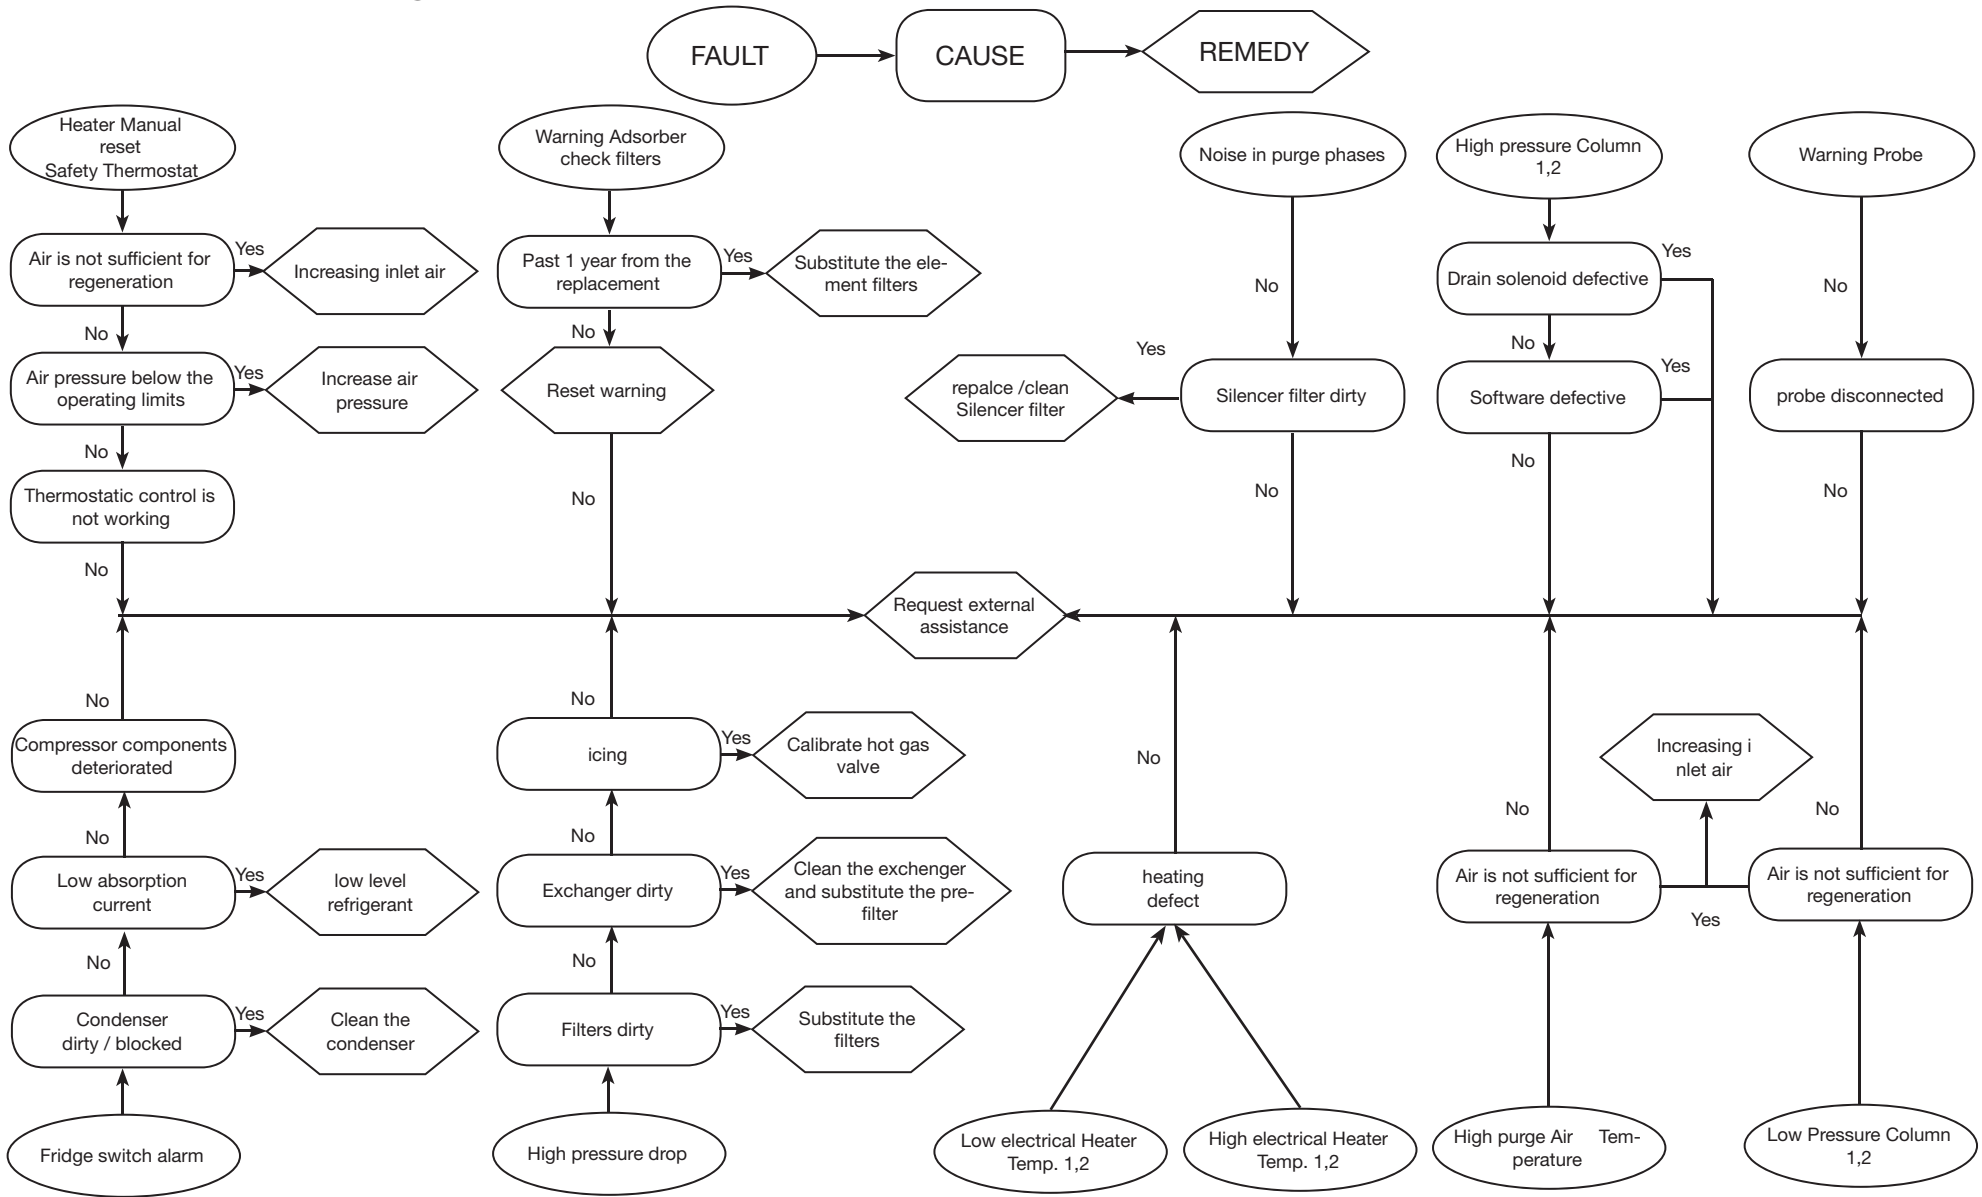 FAULT
CAUSE
REMEDY
Heater Manual
reset
Safety Thermostat
Warning Adsorber
check filters
Noise in purge phases
High pressure Column
1,2
Warning Probe
Air is not sufficient for
regeneration
Yes
Increasing inlet air
Past 1 year from the
replacement
Yes
Substitute the ele-
ment filters
No
Drain solenoid defective
Yes
No
No
Air pressure below the
operating limits
Yes
Increase air
pressure
No
Reset warning
Yes
repalce /clean
Silencer filter
Silencer filter dirty
No
Software defective
Yes
probe disconnected
No
Thermostatic control is
not working
No
No
No
No
No
Request external
assistance
No
Compressor components
deteriorated
No
icing
Yes
Calibrate hot gas
valve
No
Increasing i
nlet air
No
No
No
Low absorption
current
Yes
low level
refrigerant
No
Exchanger dirty
Yes
Clean the exchenger
and substitute the pre-
filter
heating
defect
Air is not sufficient for
regeneration
Yes
Air is not sufficient for
regeneration
No
Condenser
dirty / blocked
Yes
Clean the
condenser
No
Filters dirty
Yes
Substitute the
filters
Fridge switch alarm
High pressure drop
Low electrical Heater
Temp. 1,2
High electrical Heater
Temp. 1,2
High purge Air Tem-
perature
Low Pressure Column
1,2